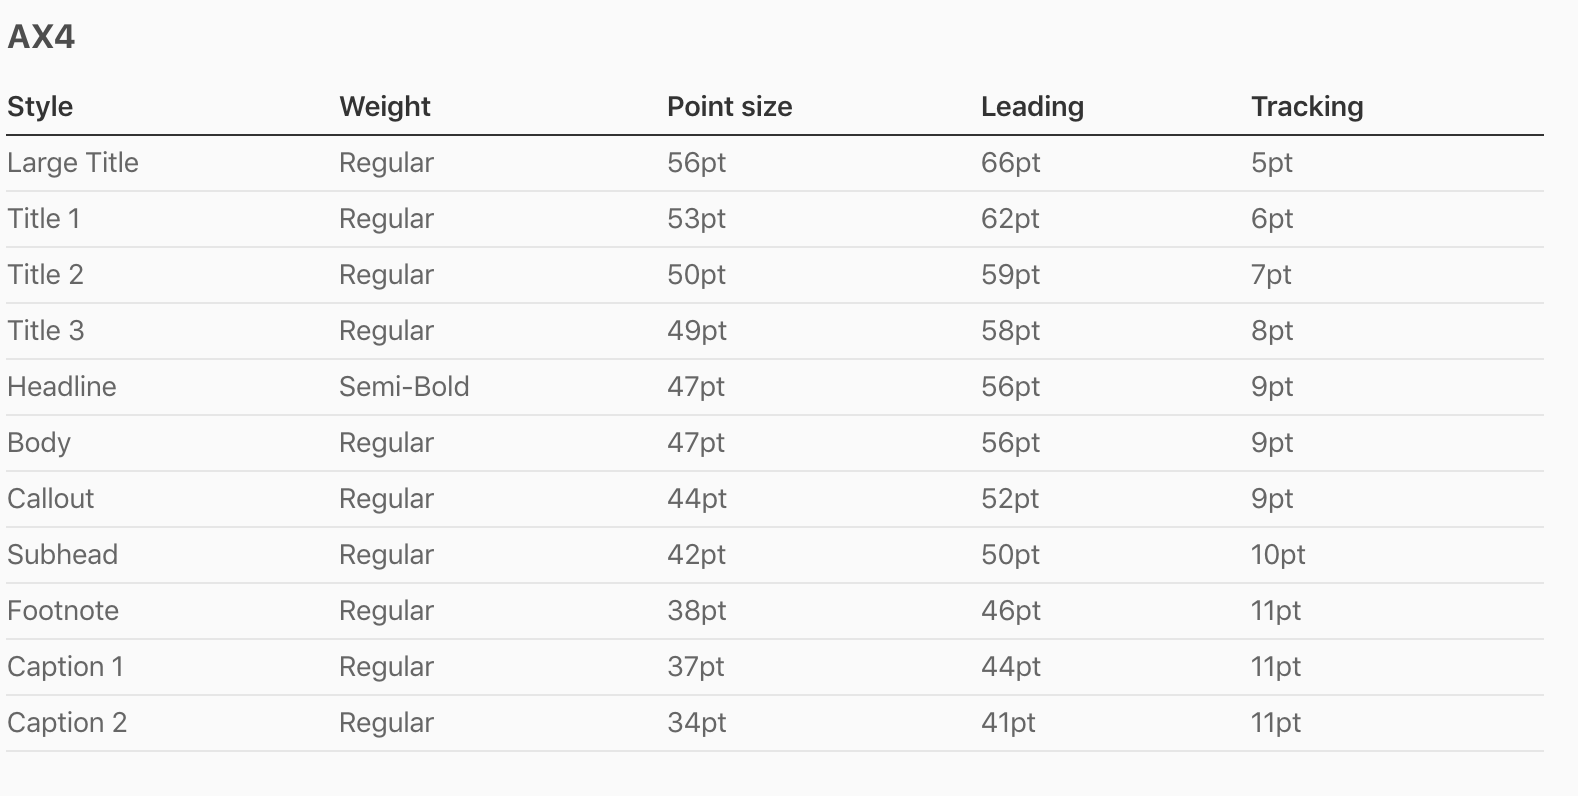 AX4
Style Weight Point size Leading Tracking
Large Title Regular 56pt 66pt 5pt
Title 1 Regular 53pt 62pt 6pt
Title 2 Regular 50pt 59pt 7pt
Title 3 Regular 49pt 58pt 8pt
Headline Semi-Bold 47pt 56pt 9pt
Body Regular 47pt 56pt 9pt
Callout Regular 44pt 52pt 9pt
Subhead Regular 42pt 50pt 10pt
Footnote Regular 38pt 46pt 11pt
Caption 1 Regular 37pt 44pt 11pt
Caption 2 Regular 34pt 41pt 11pt